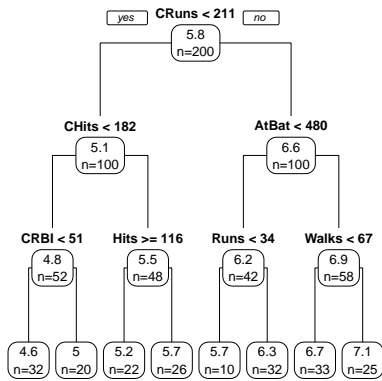 yes CRuns < 211 no
5.8
n=200
CHits < 182 AtBat < 480
5.1 6.6
n=100 n=100
CRBI < 51 Hits >= 116 Runs < 34 Walks < 67
4.8 5.5 6.2 6.9
n=52 n=48 n=42 n=58
4.6 5 5.2 5.7 5.7 6.3 6.7 7.1
n=32 n=20 n=22 n=26 n=10 n=32 n=33 n=25